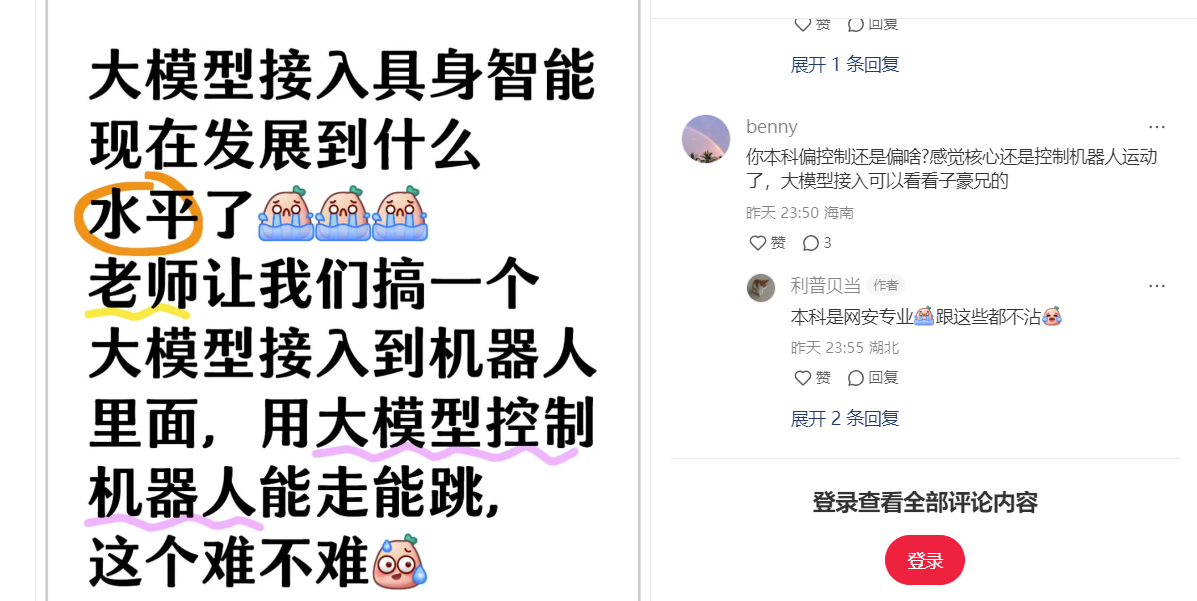 大模型接入具身智能
现在发展到什么
水平了
老师让我们搞一个
大模型接入到机器人
里面，用大模型控制
机器人能走能跳,
这个难不难
赞 回复
展开 1 条回复
benny
你本科偏控制还是偏啥?感觉核心还是控制机器人运动
了，大模型接入可以看看子豪兄的
昨天 23:50 海南
赞 3
利普贝当 作者
本科是网安专业跟这些都不沾
昨天 23:55 湖北
赞 回复
展开 2 条回复
登录查看全部评论内容
登录